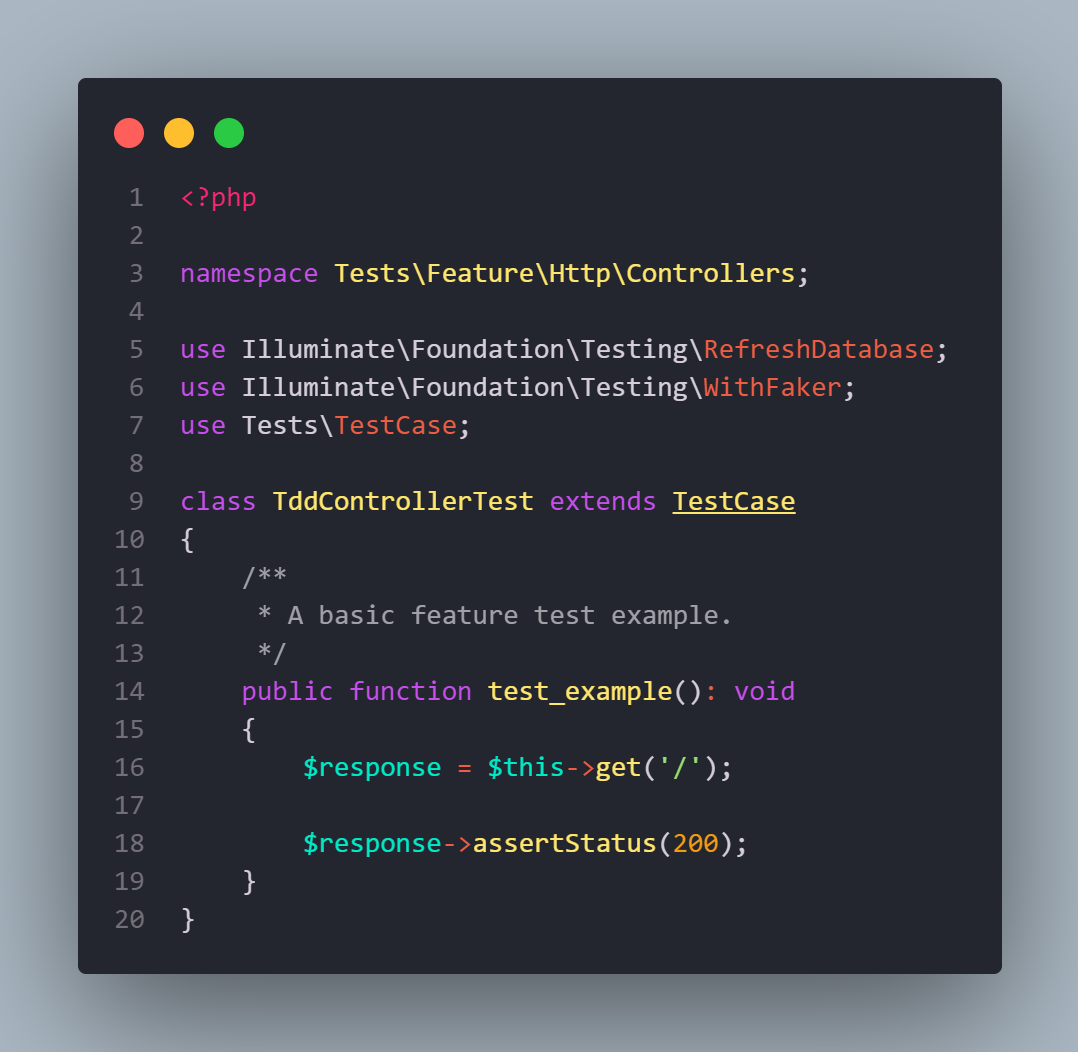 1 <?php
2
3 namespace Tests\Feature\Http\Controllers;
4
5 use Illuminate\Foundation\Testing\RefreshDatabase;
6 use Illuminate\Foundation\Testing\WithFaker;
7 use Tests\TestCase;
8
9 class TddControllerTest extends TestCase
10 {
11     /**
12      * A basic feature test example.
13      */
14     public function test_example(): void
15     {
16         $response = $this->get('/');
17
18         $response->assertStatus(200);
19     }
20 }